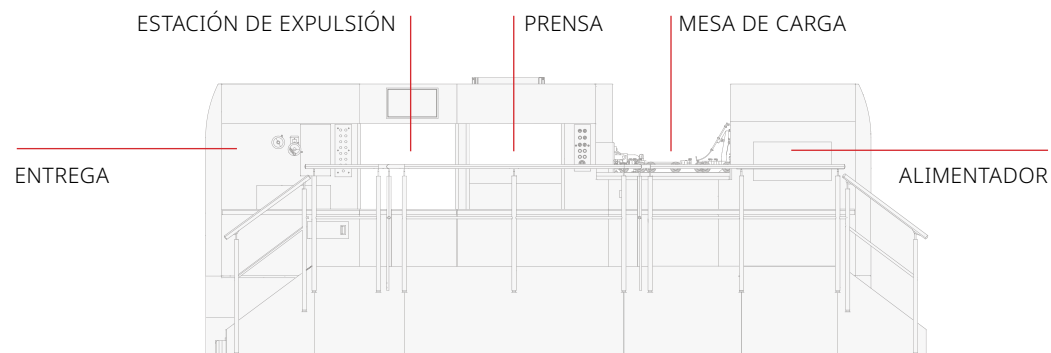 ESTACIÓN DE EXPULSIÓN
PRENSA
MESA DE CARGA
ENTREGA
ALIMENTADOR